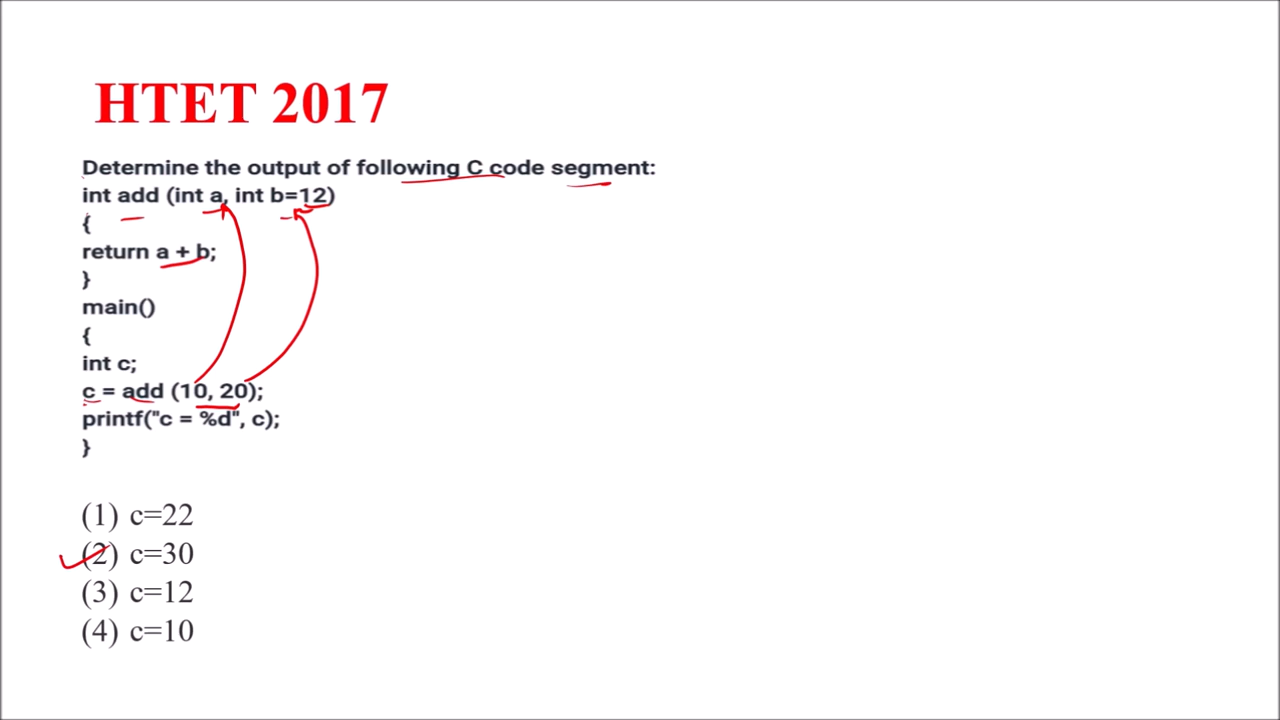 HTET 2017
Determine the output of following C code segment:
int add (int a, int b=12)
{
return a + b;
}
main()
{
int c;
c = add (10, 20);
printf("c = %d", c);
}
(1) c=22
(2) c=30
(3) c=12
(4) c=10